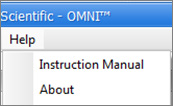 Scientific - OMNI™
Help
Instruction Manual
About